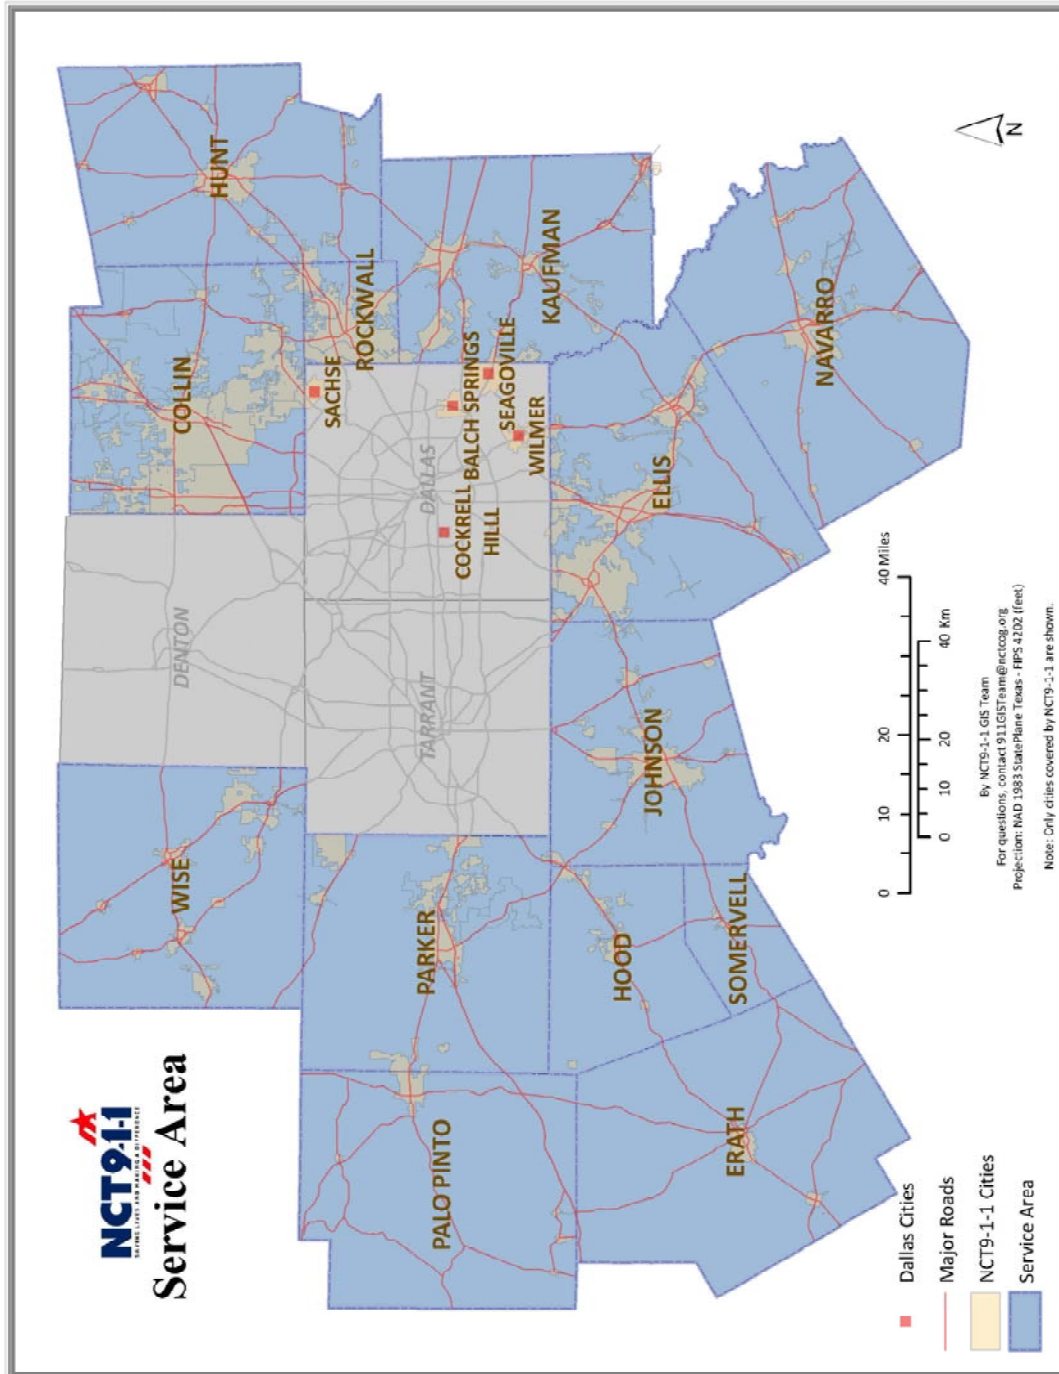 NCT9-1-1
SAVING LIVES AND MAKING A DIFFERENCE
Service Area
WISE
DENTON
COLLIN
HUNT
SACHSE
ROCKWALL
PALO PINTO
PARKER
TARRANT
DALLAS
COCKRELL
HILLL
BALCH SPRINGS
SEAGOVILLE
WILMER
KAUFMAN
HOOD
JOHNSON
ELLIS
ERATH
SOMERVELL
NAVARRO
Dallas Cities
Major Roads
NCT9-1-1 Cities
Service Area
0 10 20 40 Miles
0 10 20 40 Km
By NCT9-1-1 GIS Team
For questions, contact 911GISTeam@nctcog.org
Projection: NAD 1983 StatePlane Texas - FIPS 4202 (feet)
Note: Only cities covered by NCT9-1-1 are shown.
N